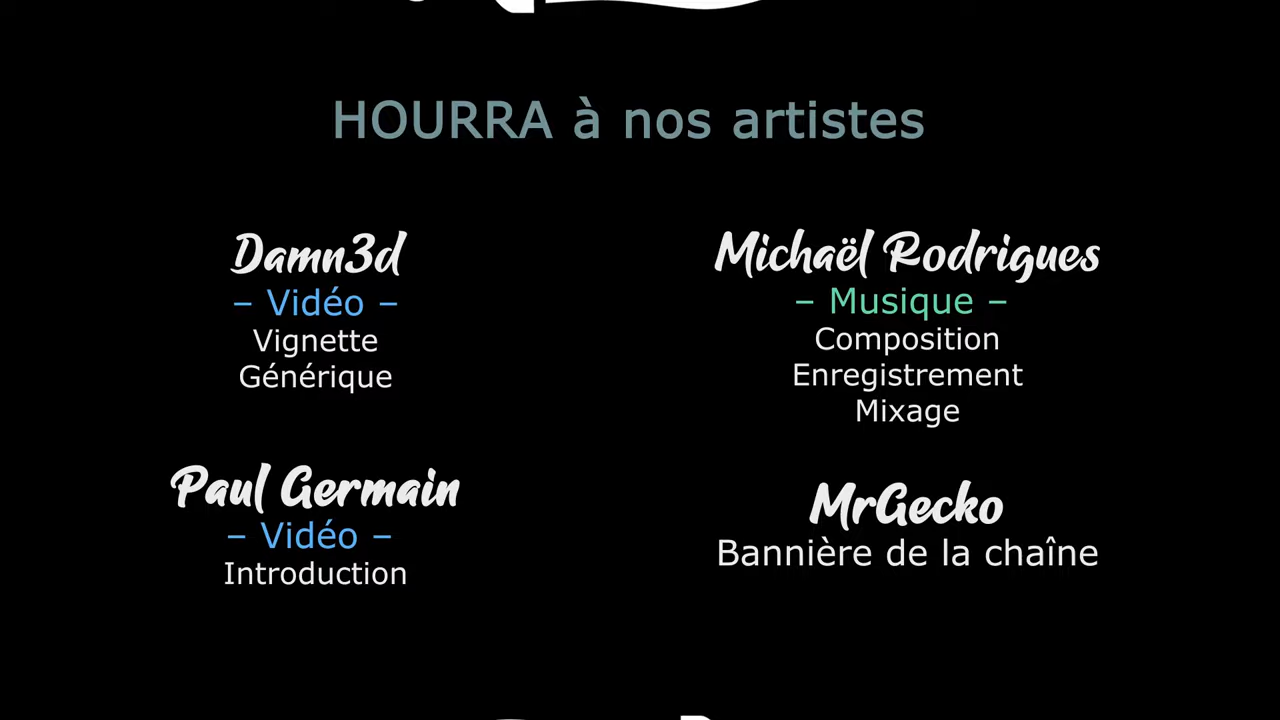 HOURRA à nos artistes
Damn3d
– Vidéo –
Vignette
Générique
Michaël Rodrigues
– Musique –
Composition
Enregistrement
Mixage
Paul Germain
– Vidéo –
Introduction
MrGecko
Bannière de la chaîne